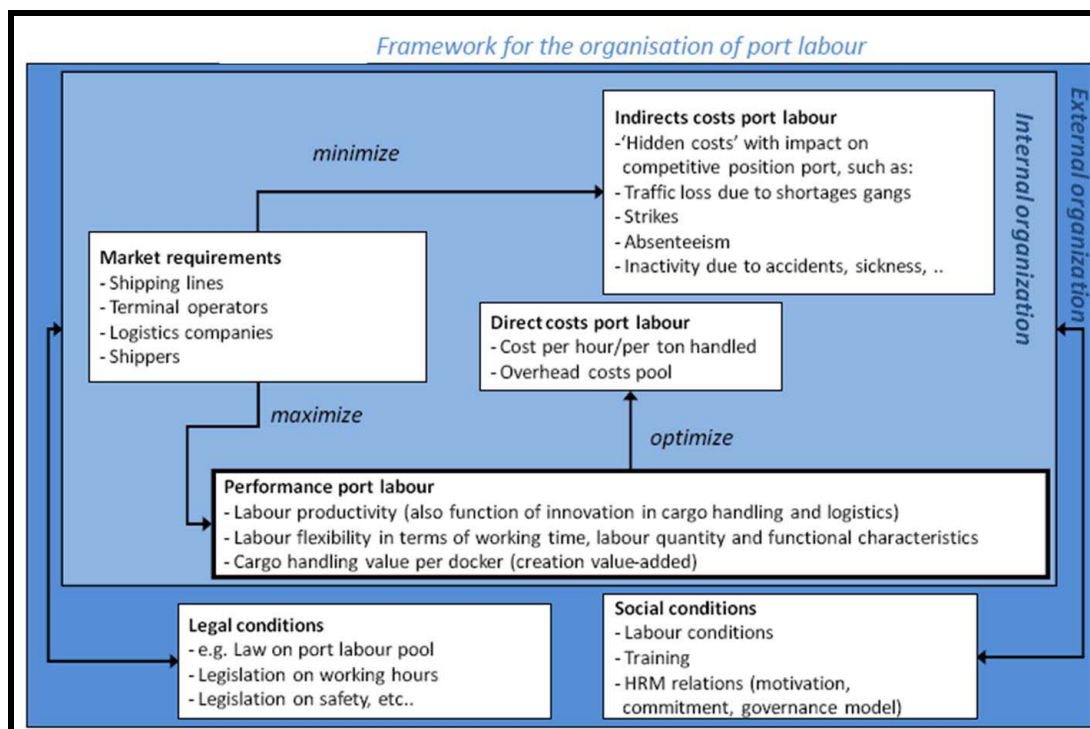 Framework for the organisation of port labour
External organization
Internal organization
Indirects costs port labour
-'Hidden costs' with impact on
competitive position port, such as:
- Traffic loss due to shortages gangs
- Strikes
- Absenteeism
- Inactivity due to accidents, sickness, ..
minimize
Market requirements
- Shipping lines
- Terminal operators
- Logistics companies
- Shippers
Direct costs port labour
- Cost per hour/per ton handled
- Overhead costs pool
maximize
optimize
Performance port labour
- Labour productivity (also function of innovation in cargo handling and logistics)
- Labour flexibility in terms of working time, labour quantity and functional characteristics
- Cargo handling value per docker (creation value-added)
Legal conditions
- e.g. Law on port labour pool
- Legislation on working hours
- Legislation on safety, etc..
Social conditions
- Labour conditions
- Training
- HRM relations (motivation,
commitment, governance model)